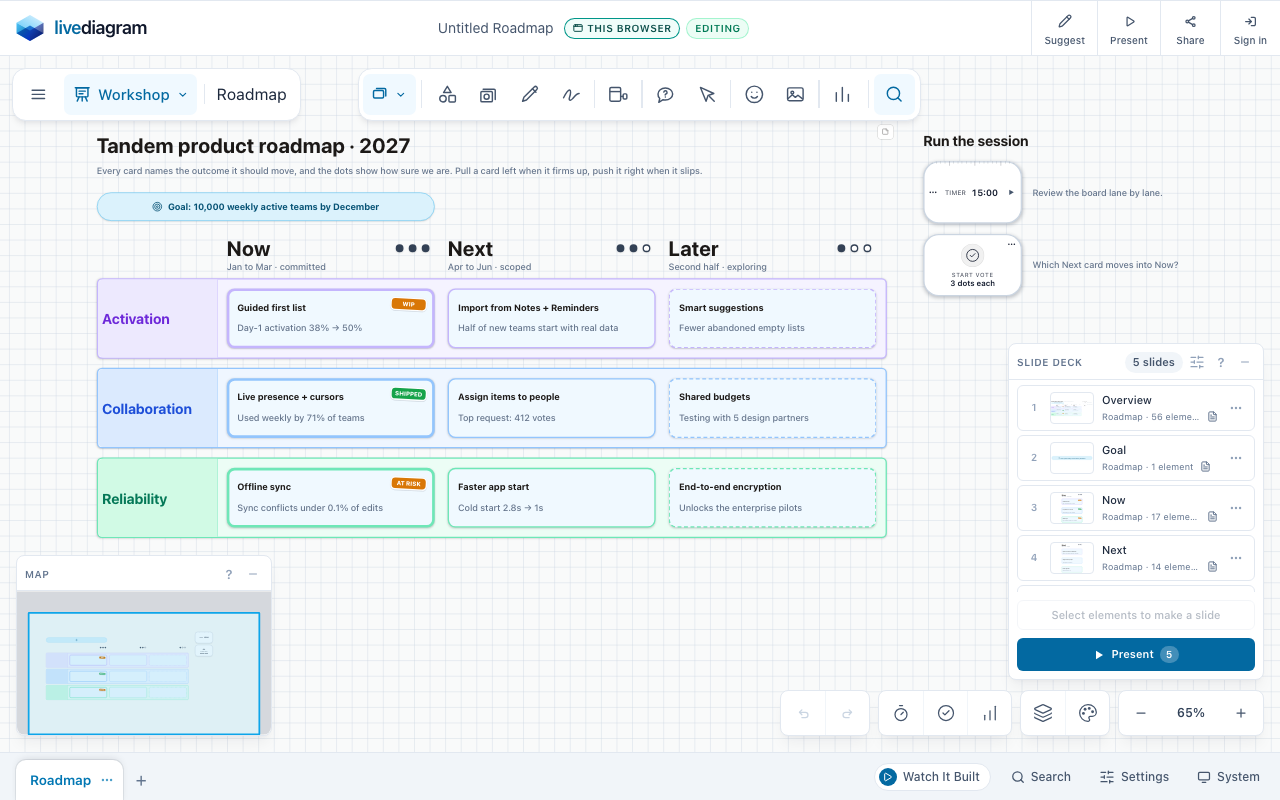 livediagram
Untitled Roadmap
THIS BROWSER
EDITING
Suggest
Present
Share
Sign in
Workshop
Roadmap
Tandem product roadmap · 2027
Every card names the outcome it should move, and the dots show how sure we are. Pull a card left when it firms up, push it right when it slips.
Goal: 10,000 weekly active teams by December
Now
Jan to Mar · committed
Next
Apr to Jun · scoped
Later
Second half · exploring
Activation
Guided first list
WIP
Day-1 activation 38% → 50%
Import from Notes + Reminders
Half of new teams start with real data
Smart suggestions
Fewer abandoned empty lists
Collaboration
Live presence + cursors
SHIPPED
Used weekly by 71% of teams
Assign items to people
Top request: 412 votes
Shared budgets
Testing with 5 design partners
Reliability
Offline sync
AT RISK
Sync conflicts under 0.1% of edits
Faster app start
Cold start 2.8s → 1s
End-to-end encryption
Unlocks the enterprise pilots
Run the session
TIMER 15:00
Review the board lane by lane.
START VOTE
3 dots each
Which Next card moves into Now?
SLIDE DECK
5 slides
?
1
Overview
Roadmap · 56 eleme...
2
Goal
Roadmap · 1 element
3
Now
Roadmap · 17 eleme...
4
Next
Roadmap · 14 eleme...
Select elements to make a slide
Present 5
MAP
?
65%
Roadmap
Watch It Built
Search
Settings
System